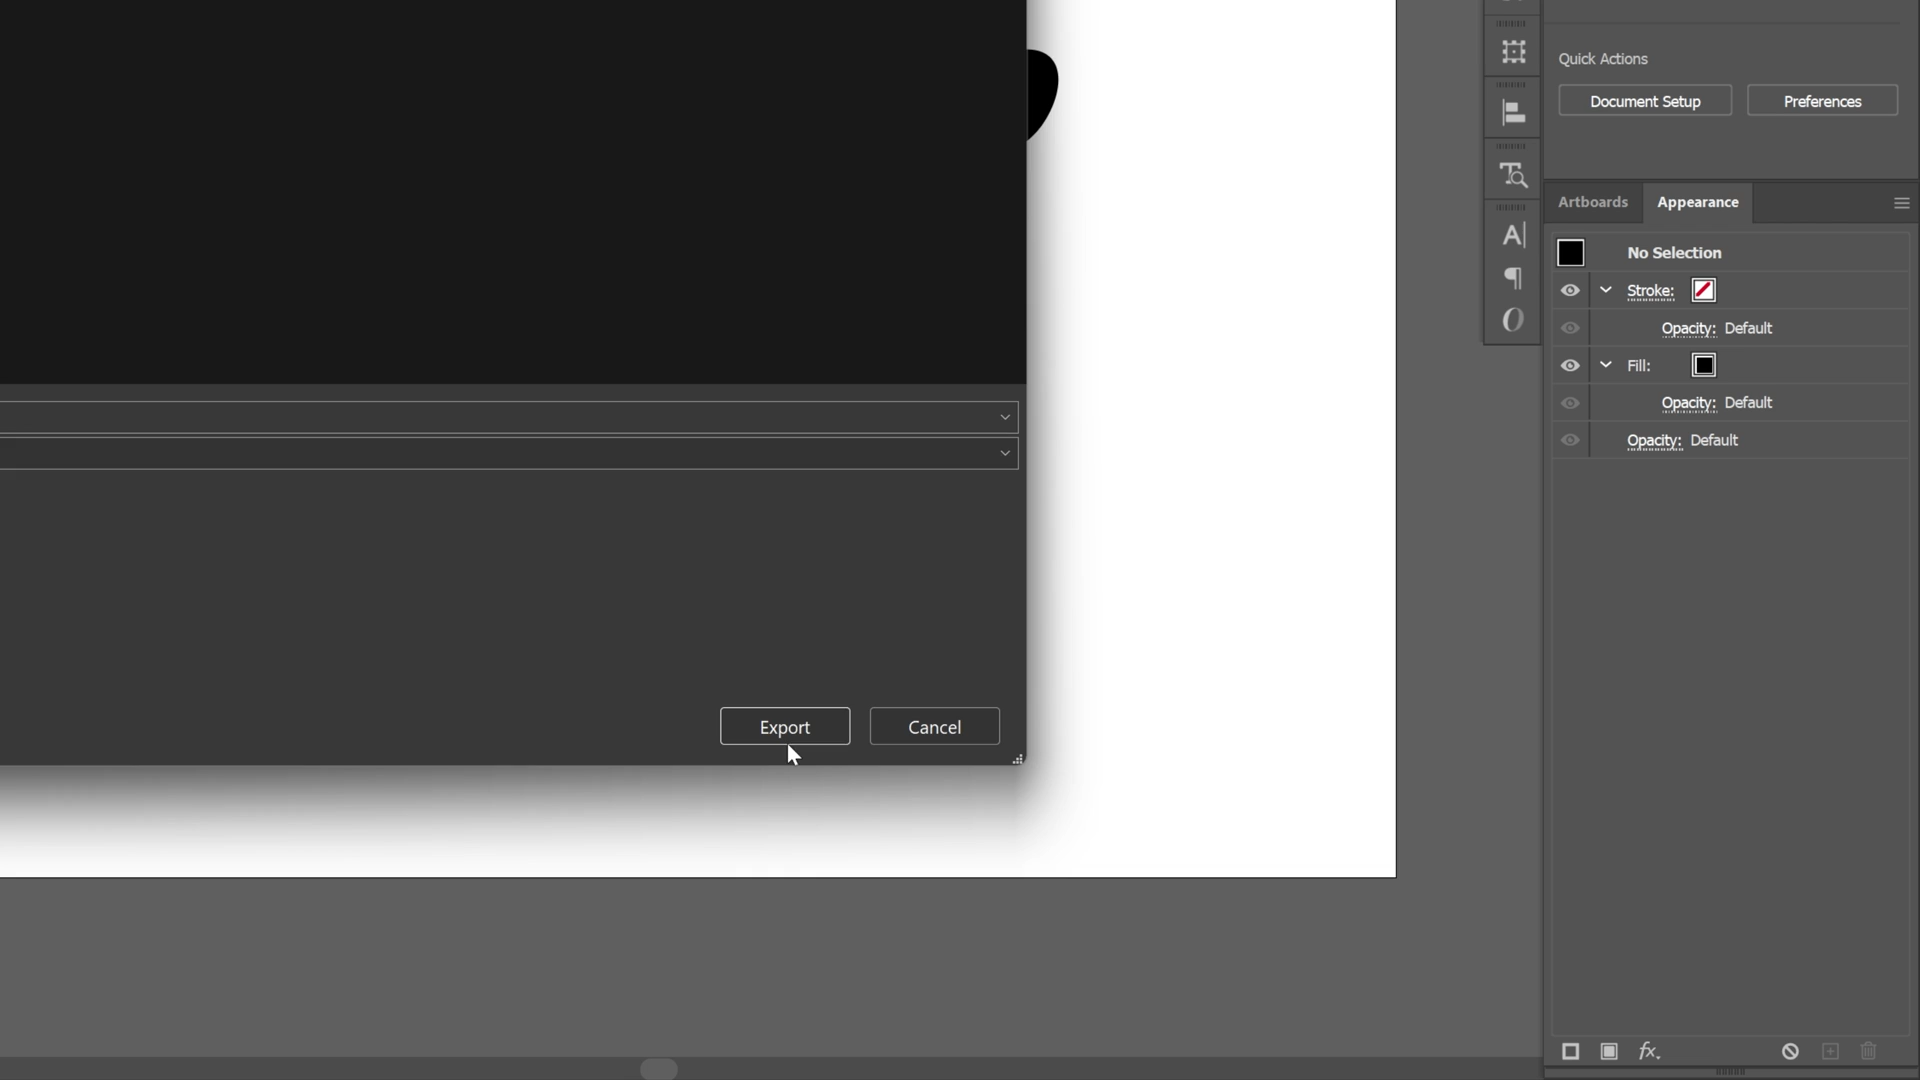 Quick Actions
Document Setup Preferences
Artboards Appearance
No Selection
Stroke:
Opacity: Default
Fill:
Opacity: Default
Opacity: Default
Export Cancel
fx